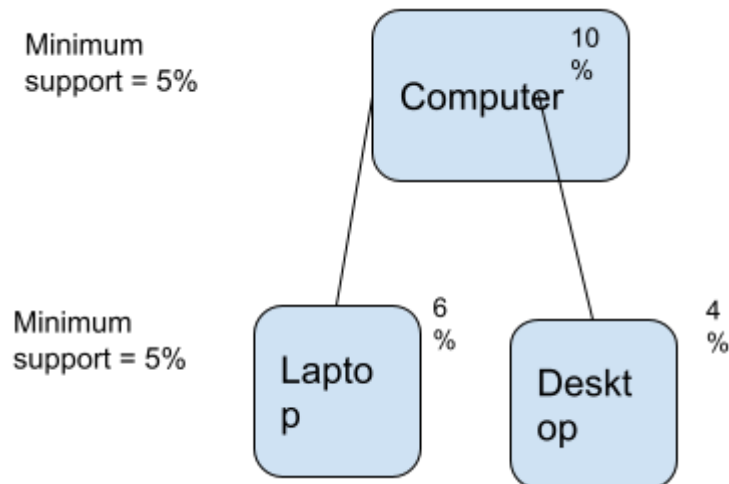 Minimum
support = 5%
10
%
Computer
Minimum
support = 5%
6
%
4
%
Lapto
p
Deskt
op